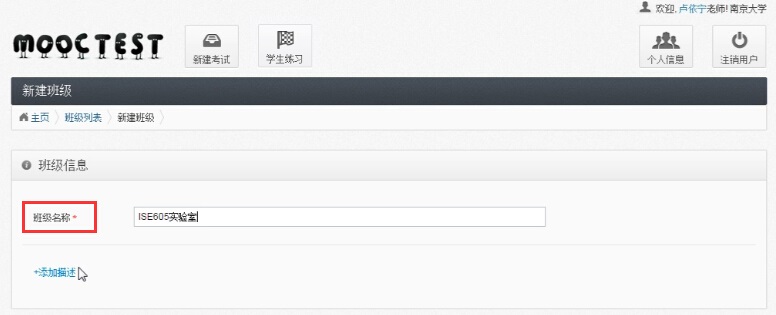 欢迎, 卢依宁老师! 南京大学
MOOCTEST
新建考试
学生练习
个人信息
注销用户
新建班级
主页 班级列表 新建班级
班级信息
班级名称 *
ISE605实验室
+添加描述